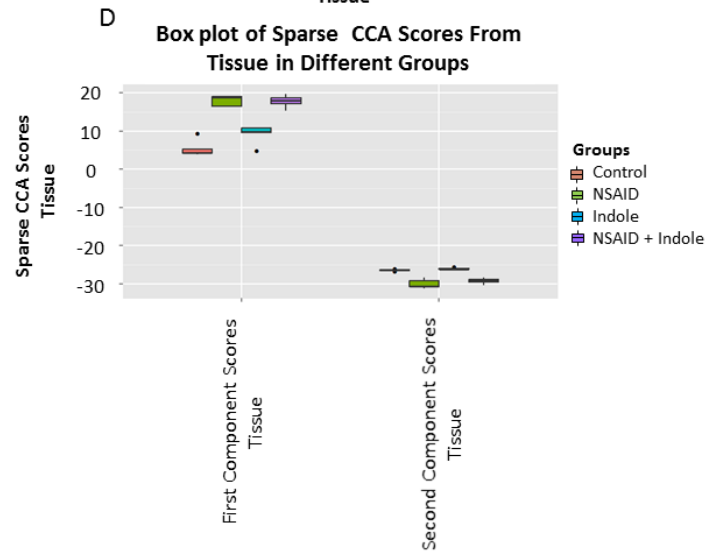 Tissue
D
Box plot of Sparse CCA Scores From
Tissue in Different Groups
Sparse CCA Scores
Tissue
20
10
0
-10
-20
-30
Groups
Control
NSAID
Indole
NSAID + Indole
First Component Scores
Tissue
Second Component Scores
Tissue